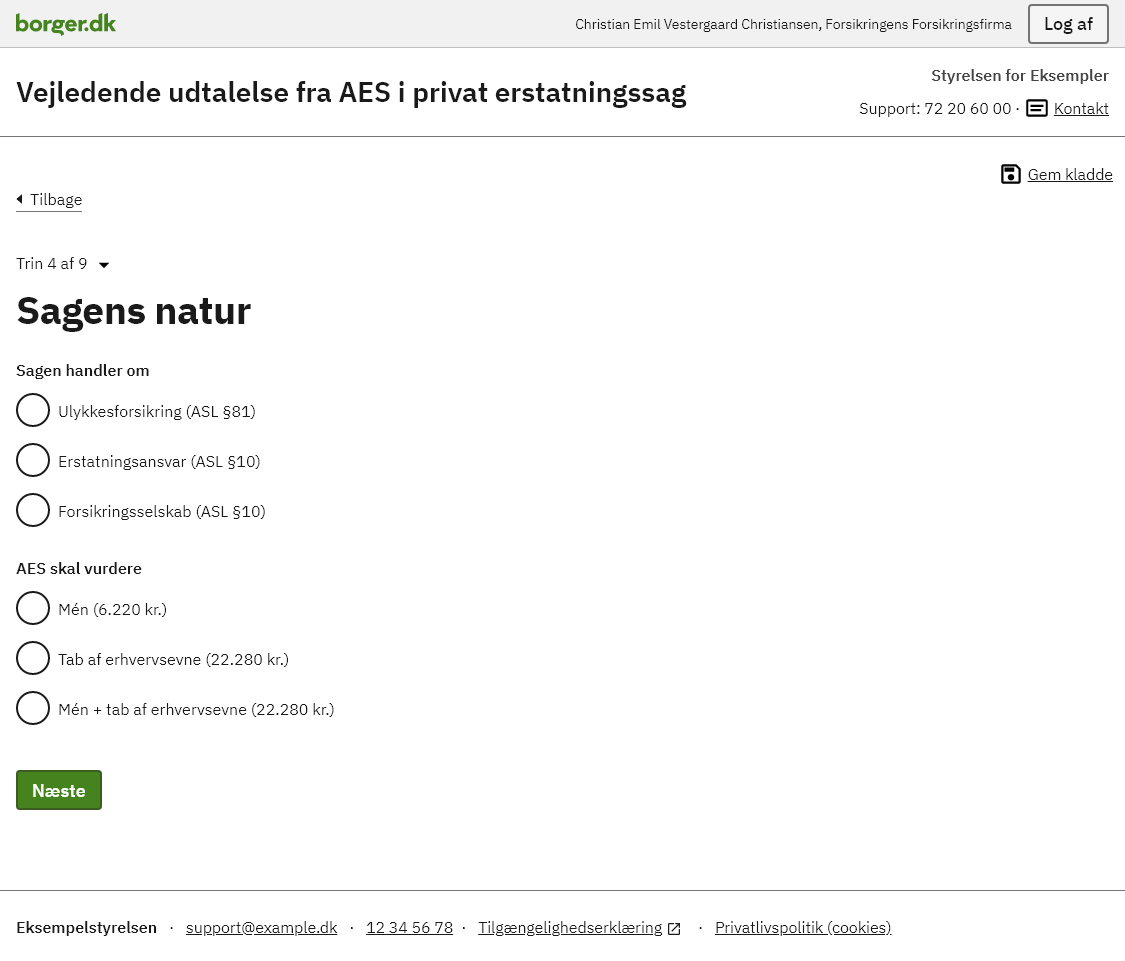 borger.dk
Christian Emil Vestergaard Christiansen, Forsikringens Forsikringsfirma
Log af
Vejledende udtalelse fra AES i privat erstatningssag
Styrelsen for Eksempler
Support: 72 20 60 00 · Kontakt
Gem kladde
Tilbage
Trin 4 af 9
Sagens natur
Sagen handler om
Ulykkesforsikring (ASL §81)
Erstatningsansvar (ASL §10)
Forsikringsselskab (ASL §10)
AES skal vurdere
Mén (6.220 kr.)
Tab af erhvervsevne (22.280 kr.)
Mén + tab af erhvervsevne (22.280 kr.)
Næste
Eksempelstyrelsen · support@example.dk · 12 34 56 78 · Tilgængelighedserklæring · Privatlivspolitik (cookies)